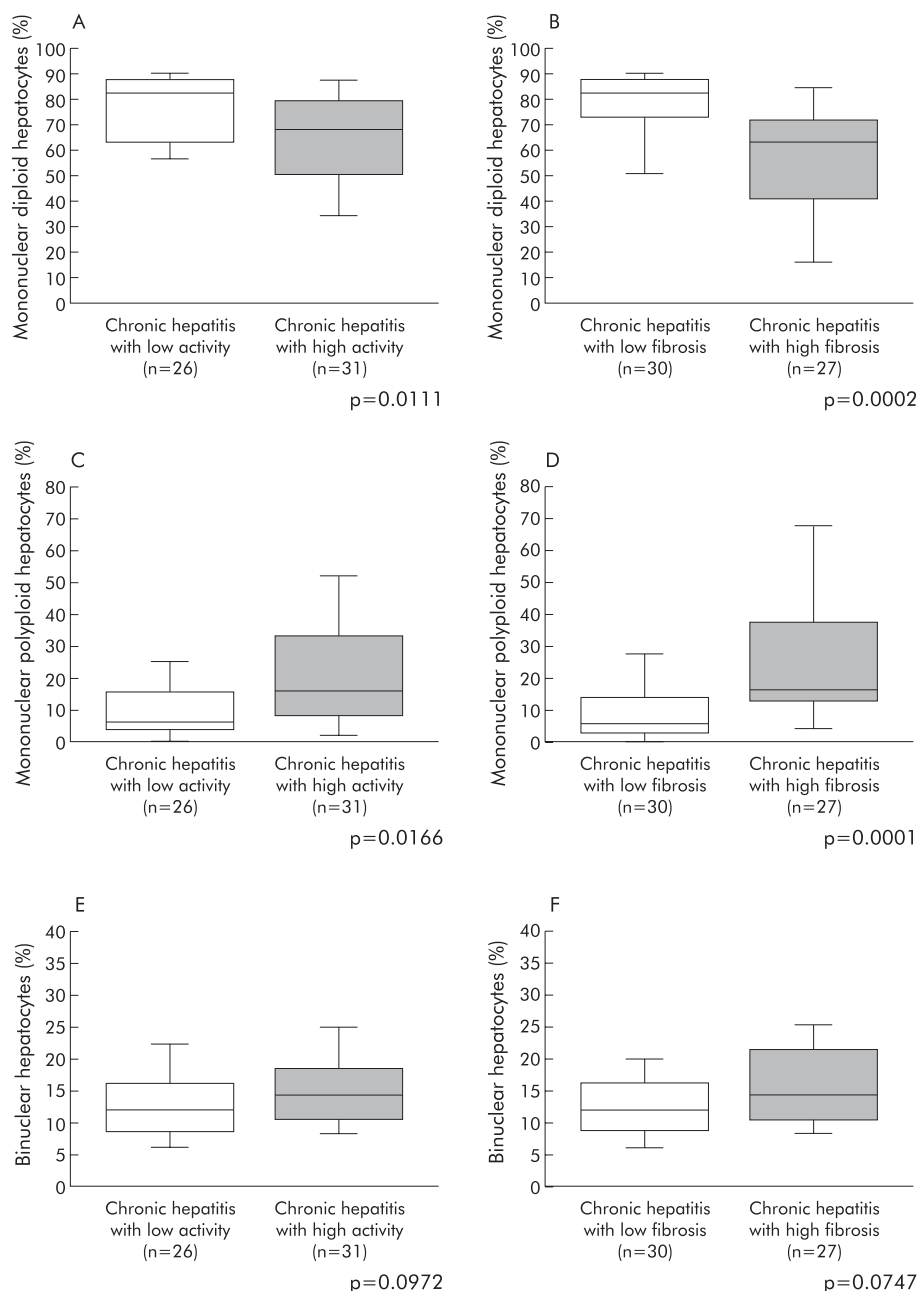 A
Mononuclear diploid hepatocytes (%)
100
90
80
70
60
50
40
30
20
10
0
Chronic hepatitis
with low activity
(n=26)
Chronic hepatitis
with high activity
(n=31)
p=0.0111
B
Mononuclear diploid hepatocytes (%)
100
90
80
70
60
50
40
30
20
10
0
Chronic hepatitis
with low fibrosis
(n=30)
Chronic hepatitis
with high fibrosis
(n=27)
p=0.0002
C
Mononuclear polyploid hepatocytes (%)
80
70
60
50
40
30
20
10
0
Chronic hepatitis
with low activity
(n=26)
Chronic hepatitis
with high activity
(n=31)
p=0.0166
D
Mononuclear polyploid hepatocytes (%)
80
70
60
50
40
30
20
10
0
Chronic hepatitis
with low fibrosis
(n=30)
Chronic hepatitis
with high fibrosis
(n=27)
p=0.0001
E
Binuclear hepatocytes (%)
40
35
30
25
20
15
10
5
0
Chronic hepatitis
with low activity
(n=26)
Chronic hepatitis
with high activity
(n=31)
p=0.0972
F
Binuclear hepatocytes (%)
40
35
30
25
20
15
10
5
0
Chronic hepatitis
with low fibrosis
(n=30)
Chronic hepatitis
with high fibrosis
(n=27)
p=0.0747